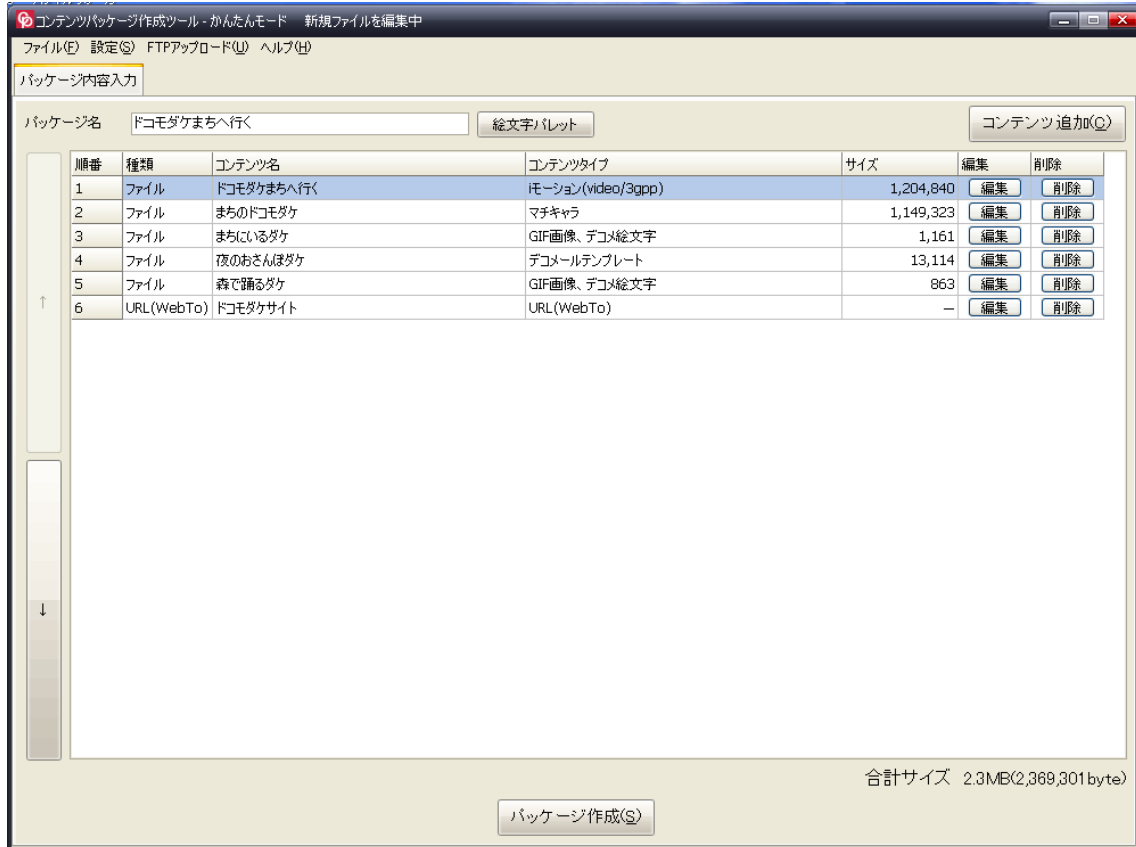 コンテンツパッケージ作成ツール - かんたんモード 新規ファイルを編集中
ファイル(F) 設定(S) FTPアップロード(U) ヘルプ(H)
パッケージ内容入力
パッケージ名 ドコモダケまちへ行く 絵文字パレット コンテンツ追加(C)
順番 種類 コンテンツ名 コンテンツタイプ サイズ 編集 削除
1 ファイル ドコモダケまちへ行く iモーション(video/3gpp) 1,204,840 編集 削除
2 ファイル まちのドコモダケ マチキャラ 1,149,323 編集 削除
3 ファイル まちにいるダケ GIF画像、デコメ絵文字 1,161 編集 削除
4 ファイル 夜のおさんぽダケ デコメールテンプレート 13,114 編集 削除
5 ファイル 森で踊るダケ GIF画像、デコメ絵文字 863 編集 削除
↑
6 URL(WebTo) ドコモダケサイト URL(WebTo) — 編集 削除
↓
合計サイズ 2.3MB(2,369,301byte)
パッケージ作成(S)